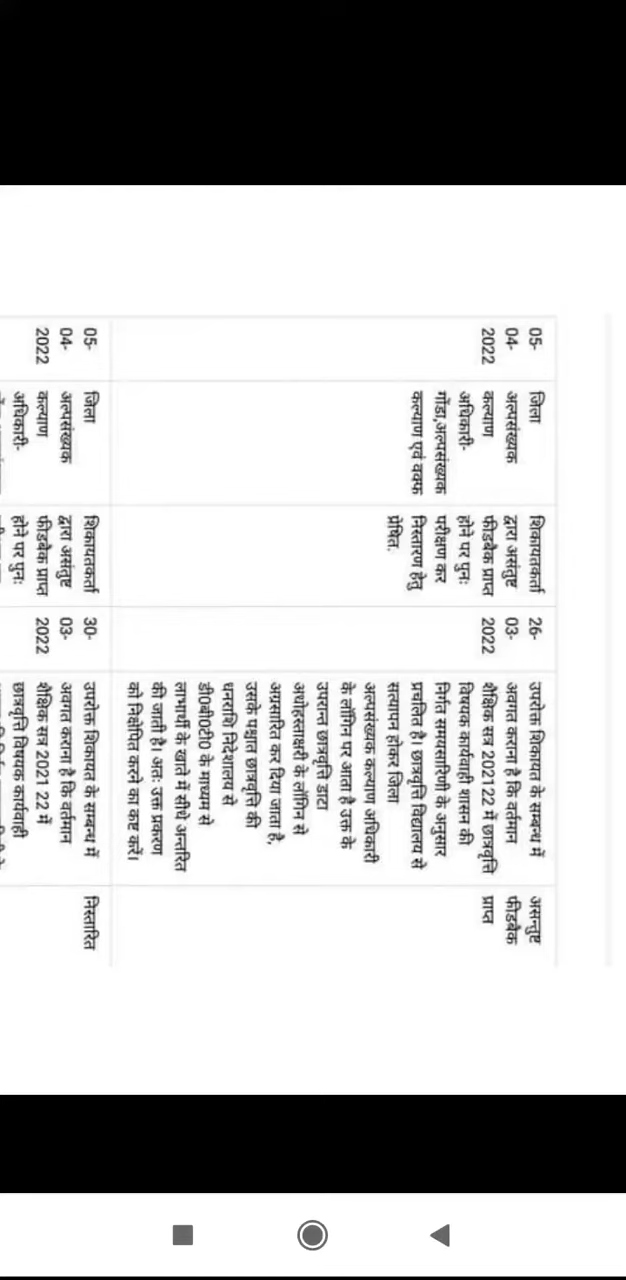 05-
04-
2022
जिला
अल्पसंख्यक
कल्याण
अधिकारी-
गोंडा,अल्पसंख्यक
कल्याण एवं वक्फ
शिकायतकर्ता
द्वारा असंतुष्ट
फीडबैक प्राप्त
होने पर पुनः
परीक्षण कर
निस्तारण हेतु
प्रेषित.
26-
03-
2022
उपरोक्त शिकायत के सम्बन्ध में
अवगत कराना है कि वर्तमान
शैक्षिक सत्र 2021 22 में छात्रवृत्ति
विषयक कार्यवाही शासन की
निर्गत समयसारिणी के अनुसार
प्रचलित है। छात्रवृत्ति विद्यालय से
सत्यापन होकर जिला
अल्पसंख्यक कल्याण अधिकारी
के लॉगिन पर आता है उक्त के
उपरान्त छात्रवृत्ति डाटा
अधोहस्ताक्षरी के लॉगिन से
अग्रसारित कर दिया जाता है,
उसके पश्चात छात्रवृत्ति की
धनराशि निदेशालय से
डी0बी0टी0 के माध्यम से
लाभार्थी के खाते में सीधे अन्तरित
की जाती है। अतः उक्त प्रकरण
को निक्षेपित करने का कष्ट करें।
असन्तुष्ट
फीडबैक
प्राप्त
05-
04-
2022
जिला
अल्पसंख्यक
कल्याण
अधिकारी-
शिकायतकर्ता
द्वारा असंतुष्ट
फीडबैक प्राप्त
होने पर पुनः
30-
03-
2022
उपरोक्त शिकायत के सम्बन्ध में
अवगत कराना है कि वर्तमान
शैक्षिक सत्र 2021 22 में
छात्रवृत्ति विषयक कार्यवाही
निस्तारित